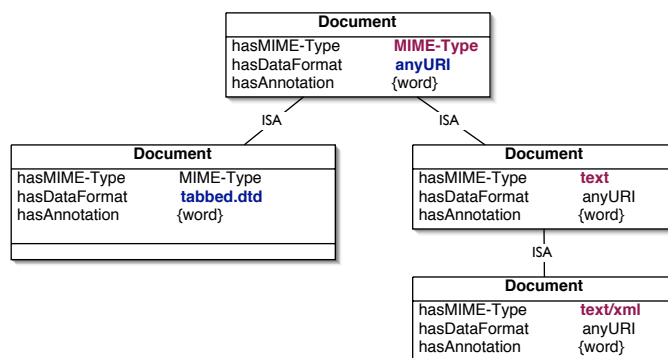 Document
hasMIME-Type MIME-Type
hasDataFormat anyURI
hasAnnotation {word}
ISA
ISA
Document
hasMIME-Type MIME-Type
hasDataFormat tabbed.dtd
hasAnnotation {word}
Document
hasMIME-Type text
hasDataFormat anyURI
hasAnnotation {word}
ISA
Document
hasMIME-Type text/xml
hasDataFormat anyURI
hasAnnotation {word}